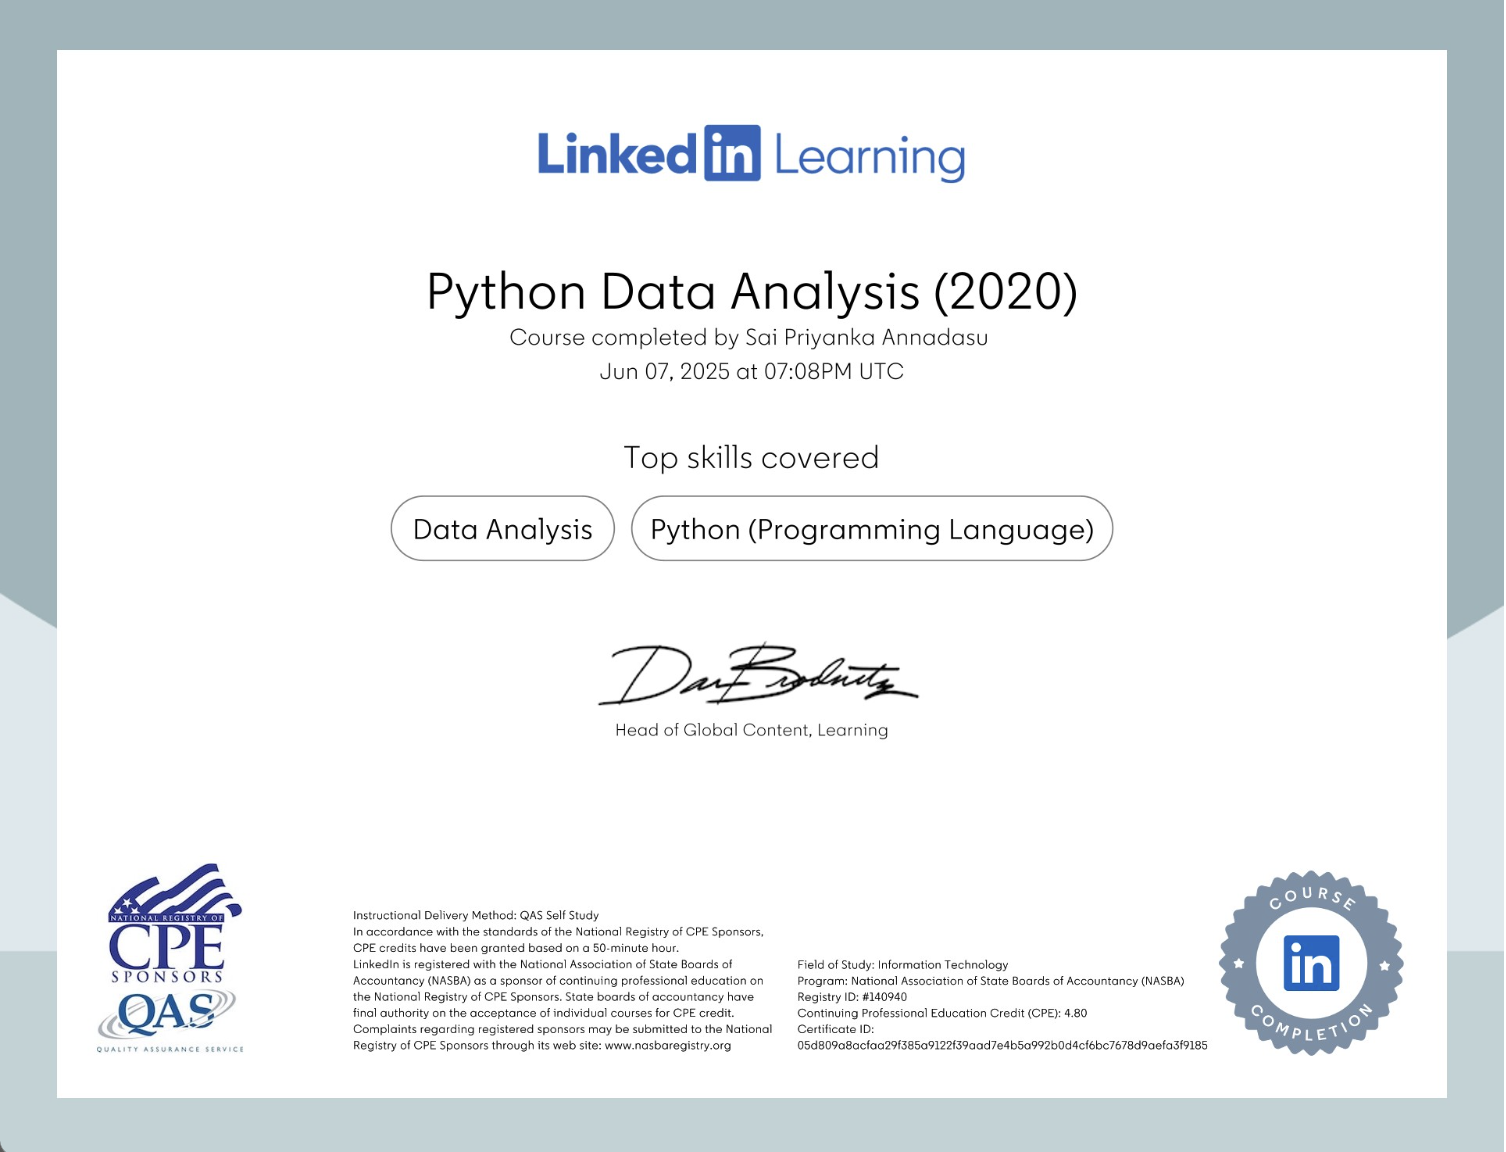 Linked in Learning
Python Data Analysis (2020)
Course completed by Sai Priyanka Annadasu
Jun 07, 2025 at 07:08PM UTC
Top skills covered
Data Analysis
Python (Programming Language)
Dan Brodnitz
Head of Global Content, Learning
NATIONAL REGISTRY OF
CPE
SPONSORS
QAS
QUALITY ASSURANCE SERVICE
Instructional Delivery Method: QAS Self Study
In accordance with the standards of the National Registry of CPE Sponsors,
CPE credits have been granted based on a 50-minute hour.
LinkedIn is registered with the National Association of State Boards of
Accountancy (NASBA) as a sponsor of continuing professional education on
the National Registry of CPE Sponsors. State boards of accountancy have
final authority on the acceptance of individual courses for CPE credit.
Complaints regarding registered sponsors may be submitted to the National
Registry of CPE Sponsors through its web site: www.nasbaregistry.org
Field of Study: Information Technology
Program: National Association of State Boards of Accountancy (NASBA)
Registry ID: #140940
Continuing Professional Education Credit (CPE): 4.80
Certificate ID:
05d809a8acfaa29f385a9122f39aad7e4b5a992b0d4cf6bc7678d9aefa3f9185
COURSE
in
COMPLETION